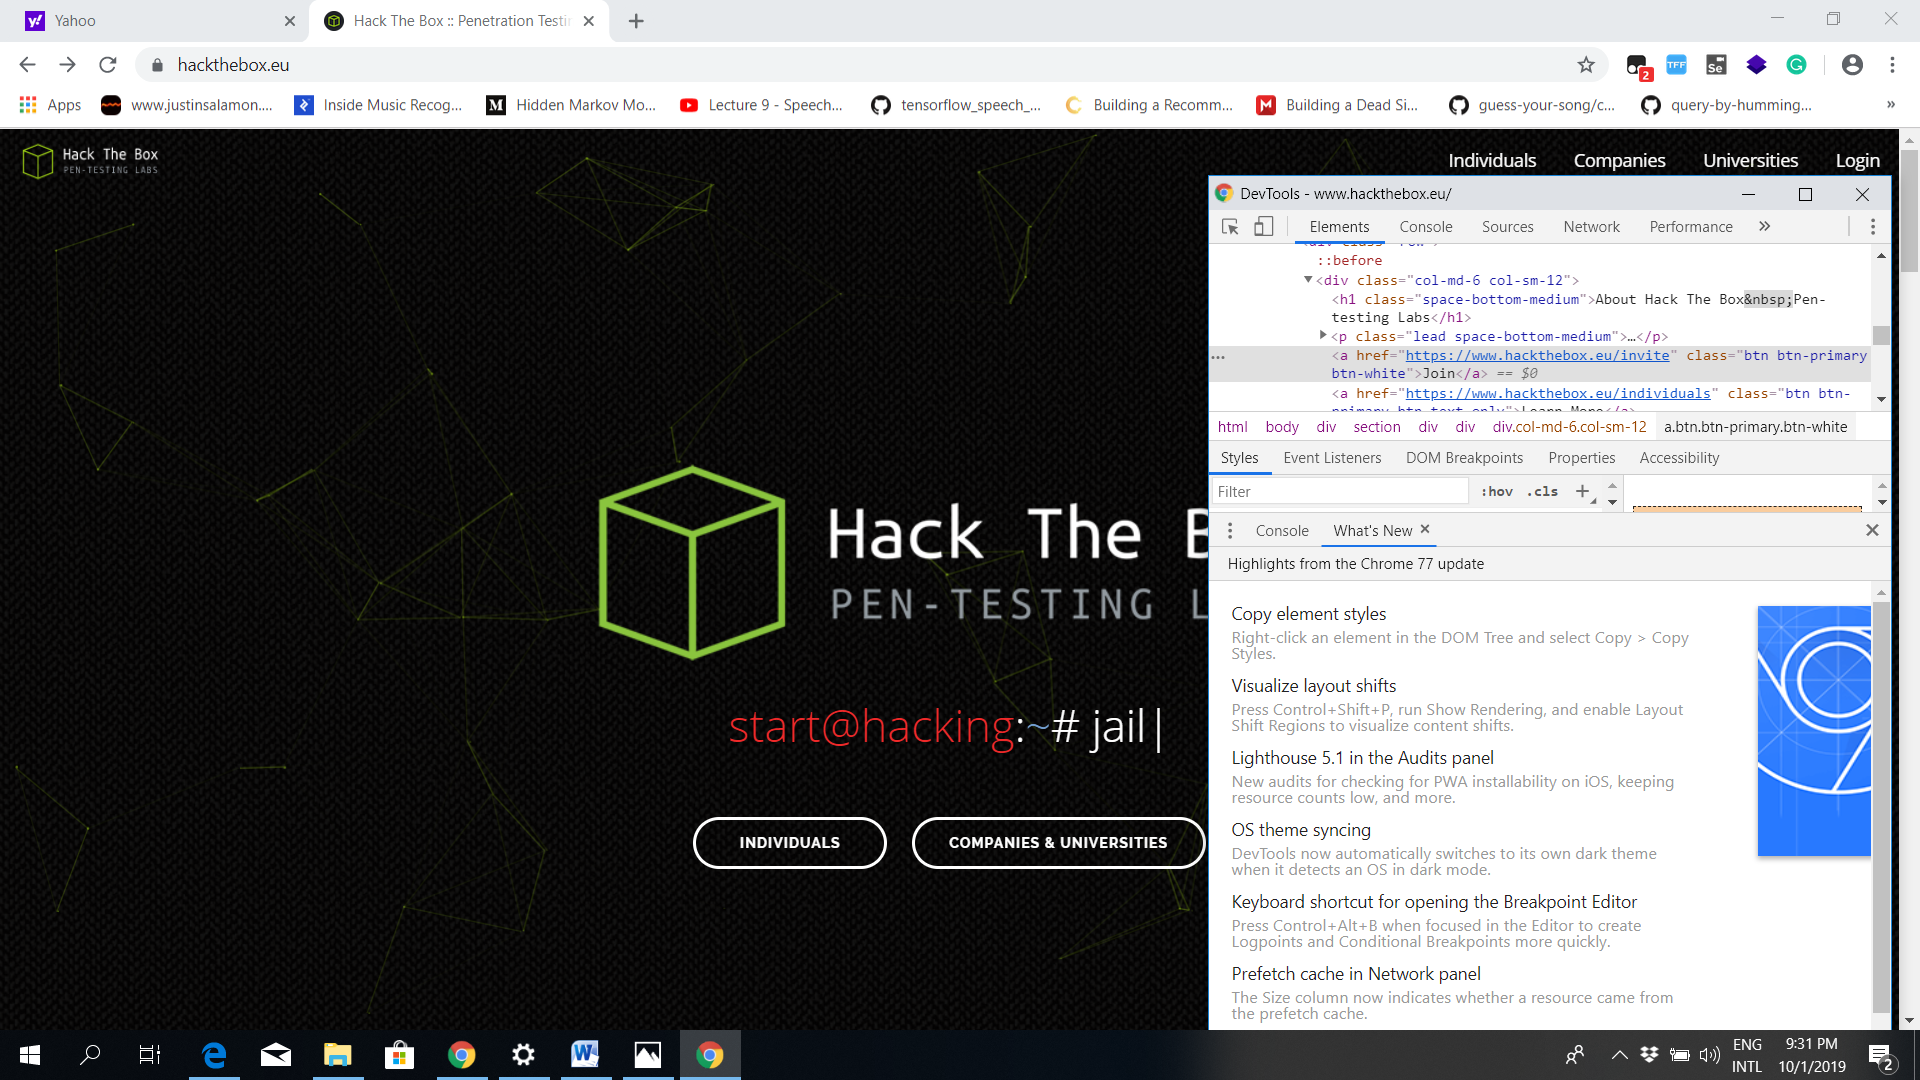 Yahoo
Hack The Box :: Penetration Testi
hackthebox.eu
2
TFF
Se
Apps
www.justinsalamon....
Inside Music Recog...
Hidden Markov Mo...
Lecture 9 - Speech...
tensorflow_speech_...
Building a Recomm...
Building a Dead Si...
guess-your-song/c...
query-by-humming...
»
Hack The Box
PEN-TESTING LABS
Individuals
Companies
Universities
Login
DevTools - www.hackthebox.eu/
Elements
Console
Sources
Network
Performance
»
::before
<div class="col-md-6 col-sm-12">
<h1 class="space-bottom-medium">About Hack The Box&nbsp;Pen-
testing Labs</h1>
<p class="lead space-bottom-medium">…</p>
<a href="https://www.hackthebox.eu/invite" class="btn btn-primary
btn-white">Join</a> == $0
<a href="https://www.hackthebox.eu/individuals" class="btn btn-
primary btn-text-only">Learn More</a>
html body div section div div div.col-md-6.col-sm-12 a.btn.btn-primary.btn-white
Styles
Event Listeners
DOM Breakpoints
Properties
Accessibility
Filter
:hov .cls +
Console
What's New
Highlights from the Chrome 77 update
Copy element styles
Right-click an element in the DOM Tree and select Copy > Copy
Styles.
Visualize layout shifts
Press Control+Shift+P, run Show Rendering, and enable Layout
Shift Regions to visualize content shifts.
Lighthouse 5.1 in the Audits panel
New audits for checking for PWA installability on iOS, keeping
resource counts low, and more.
OS theme syncing
DevTools now automatically switches to its own dark theme
when it detects an OS in dark mode.
Keyboard shortcut for opening the Breakpoint Editor
Press Control+Alt+B when focused in the Editor to create
Logpoints and Conditional Breakpoints more quickly.
Prefetch cache in Network panel
The Size column now indicates whether a resource came from
the prefetch cache.
Hack The B
PEN-TESTING L
start@hacking:~# jail|
INDIVIDUALS
COMPANIES & UNIVERSITIES
ENG
INTL
9:31 PM
10/1/2019
2